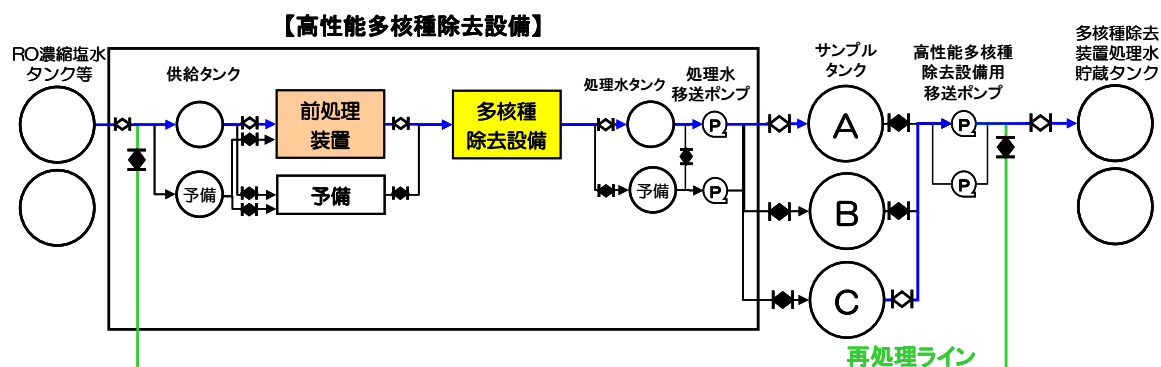 【高性能多核種除去設備】
RO濃縮塩水
タンク等
供給タンク
予備
前処理
装置
予備
多核種
除去設備
処理水タンク
予備
処理水
移送ポンプ
P
P
サンプル
タンク
A
B
C
高性能多核種
除去設備用
移送ポンプ
P
P
多核種除去
装置処理水
貯蔵タンク
再処理ライン